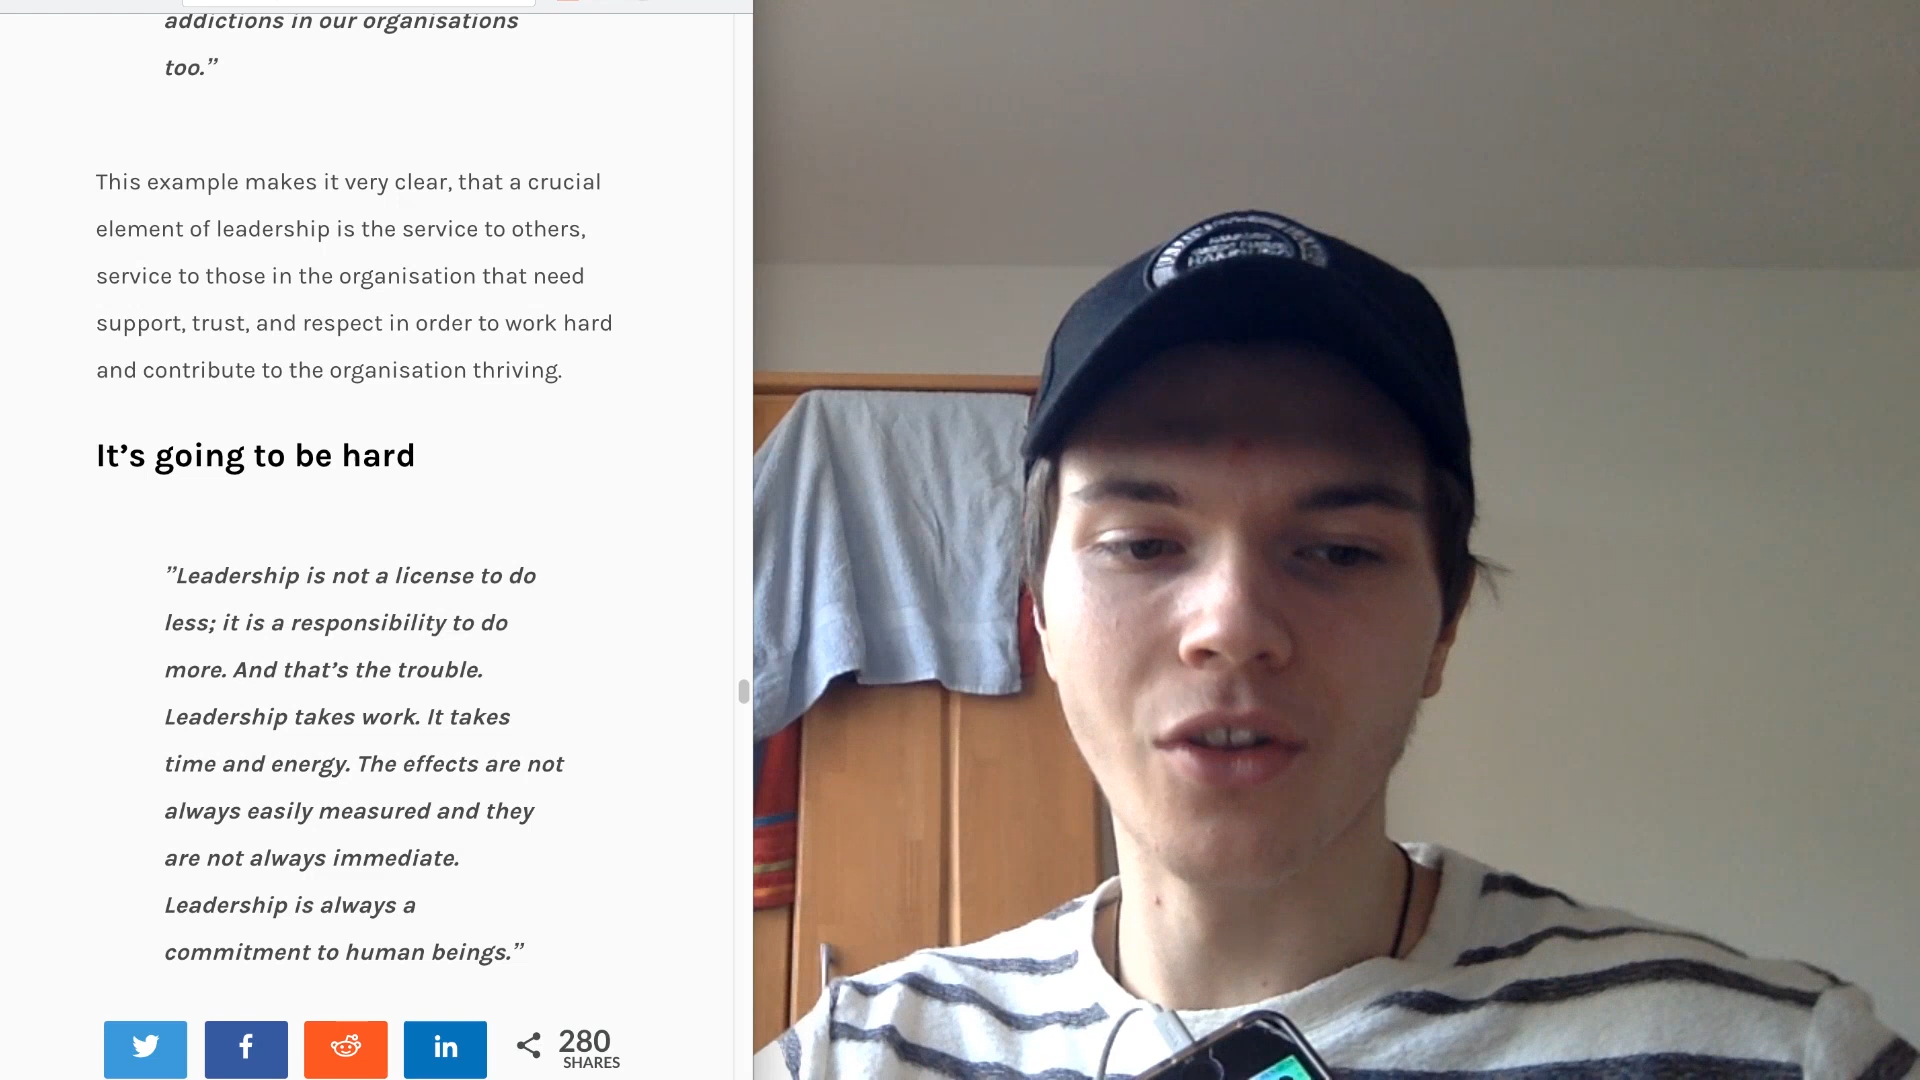 addictions in our organisations
too.”
This example makes it very clear, that a crucial
element of leadership is the service to others,
service to those in the organisation that need
support, trust, and respect in order to work hard
and contribute to the organisation thriving.
It’s going to be hard
”Leadership is not a license to do
less; it is a responsibility to do
more. And that’s the trouble.
Leadership takes work. It takes
time and energy. The effects are not
always easily measured and they
are not always immediate.
Leadership is always a
commitment to human beings.”
280
SHARES